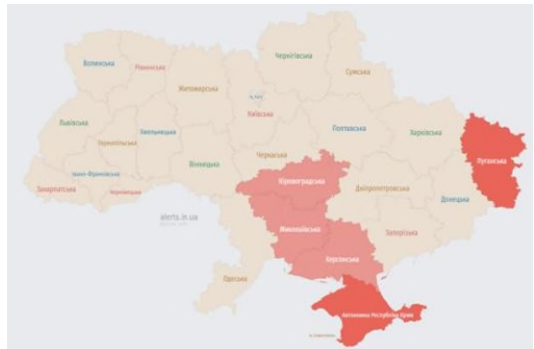 Чернігівська
Волинська
Рівненська
Сумська
Житомирська
Київська
Львівська
Тернопільська
Хмельницька
Полтавська
Харківська
Луганська
Вінницька
Черкаська
Івано-Франківська
Закарпатська
Чернівецька
Кіровоградська
Дніпропетровська
Донецька
alerts.in.ua
Миколаївська
Запорізька
Херсонська
Одеська
Автономна Республіка Крим